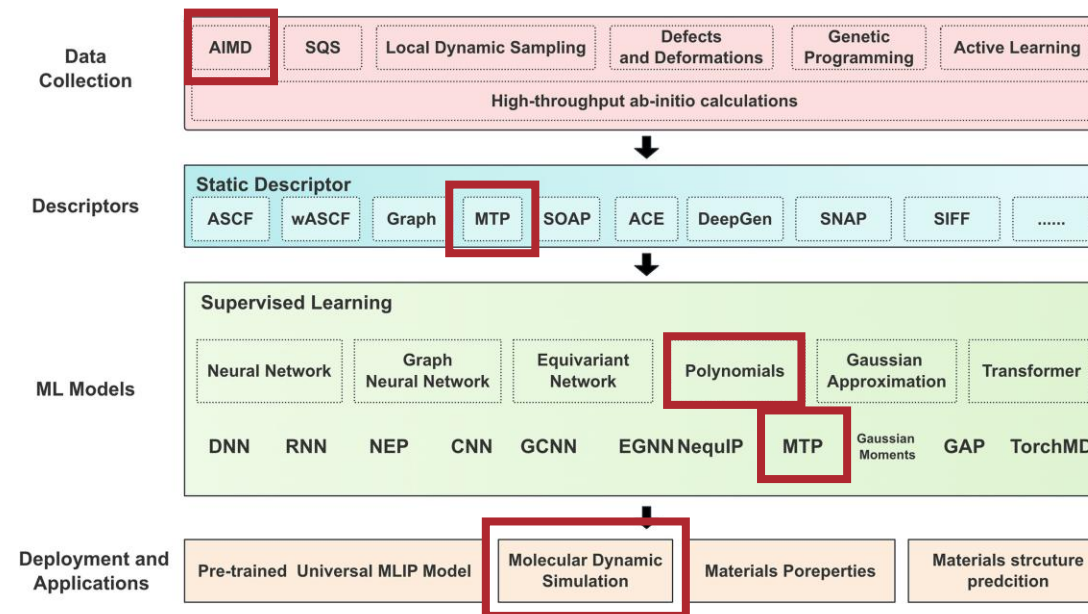 Data
Collection
AIMD
SQS
Local Dynamic Sampling
Defects
and Deformations
Genetic
Programming
Active Learning
High-throughput ab-initio calculations
Descriptors
Static Descriptor
ASCF
wASCF
Graph
MTP
SOAP
ACE
DeepGen
SNAP
SIFF
......
ML Models
Supervised Learning
Neural Network
Graph
Neural Network
Equivariant
Network
Polynomials
Gaussian
Approximation
Transformer
DNN
RNN
NEP
CNN
GCNN
EGNN
NequIP
MTP
Gaussian
Moments
GAP
TorchMD
Deployment and
Applications
Pre-trained Universal MLIP Model
Molecular Dynamic
Simulation
Materials Poreperties
Materials strcuture
predcition